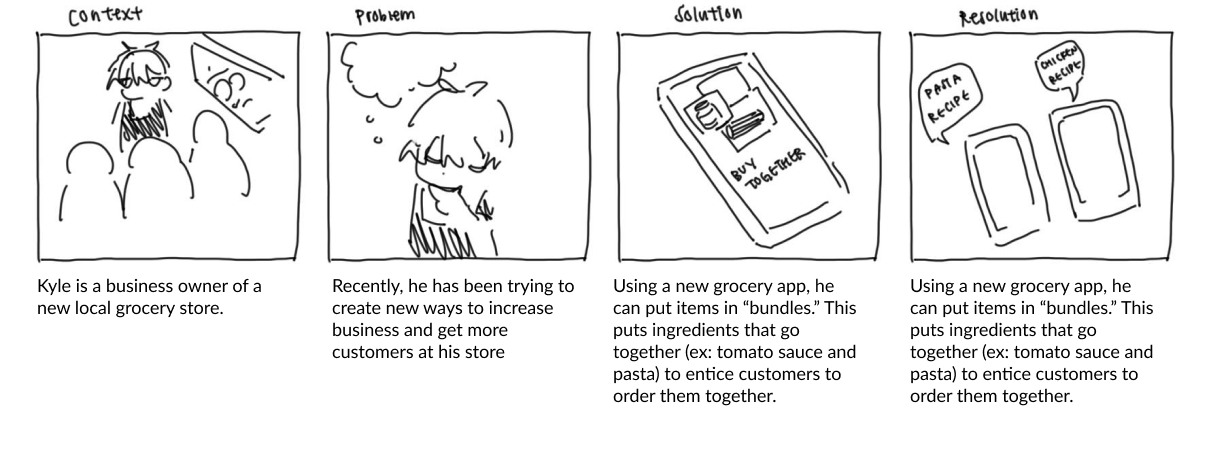 Context
Kyle is a business owner of a
new local grocery store.
Problem
Recently, he has been trying to
create new ways to increase
business and get more
customers at his store
Solution
BUY
TOGETHER
Using a new grocery app, he
can put items in “bundles.” This
puts ingredients that go
together (ex: tomato sauce and
pasta) to entice customers to
order them together.
Resolution
PASTA
RECIPE
CHICKEN
RECIPE
Using a new grocery app, he
can put items in “bundles.” This
puts ingredients that go
together (ex: tomato sauce and
pasta) to entice customers to
order them together.